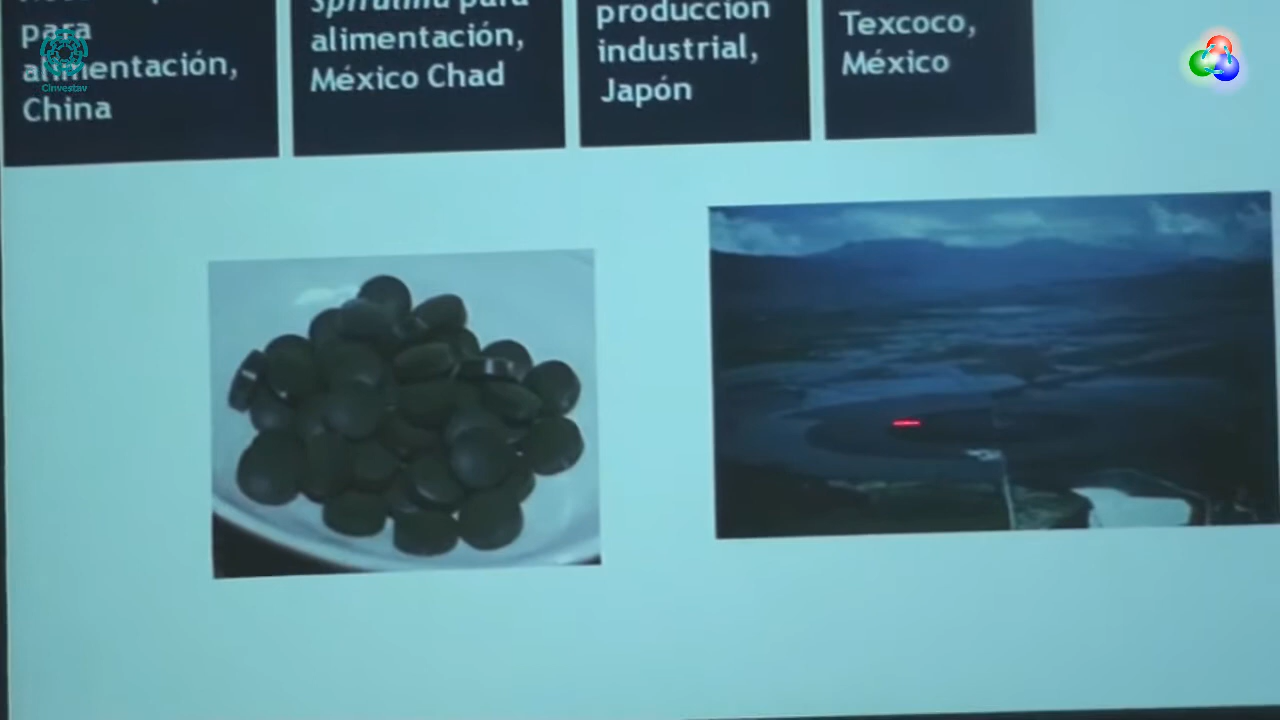 para
alimentación,
China
Spirulina para
alimentación,
México Chad
producción
industrial,
Japón
Texcoco,
México
Cinvestav